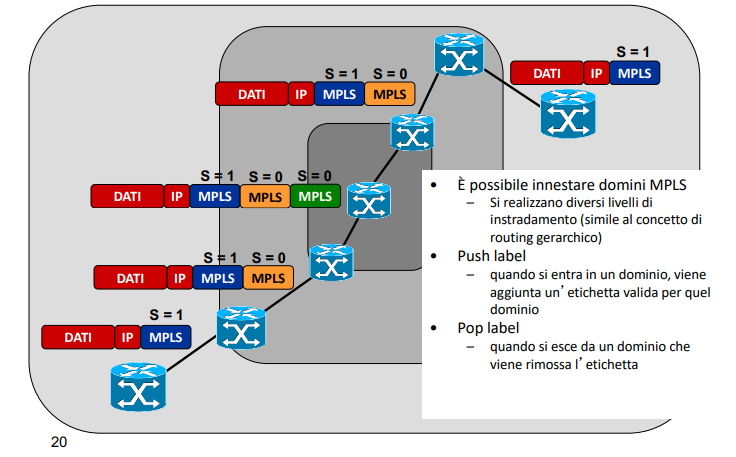 S = 1
DATI IP MPLS
S = 1 S = 0
DATI IP MPLS MPLS
S = 1 S = 0 S = 0
DATI IP MPLS MPLS MPLS
S = 1 S = 0
DATI IP MPLS MPLS
S = 1
DATI IP MPLS
• È possibile innestare domini MPLS
– Si realizzano diversi livelli di
instradamento (simile al concetto di
routing gerarchico)
• Push label
– quando si entra in un dominio, viene
aggiunta un’etichetta valida per quel
dominio
• Pop label
– quando si esce da un dominio che
viene rimossa l’etichetta
20